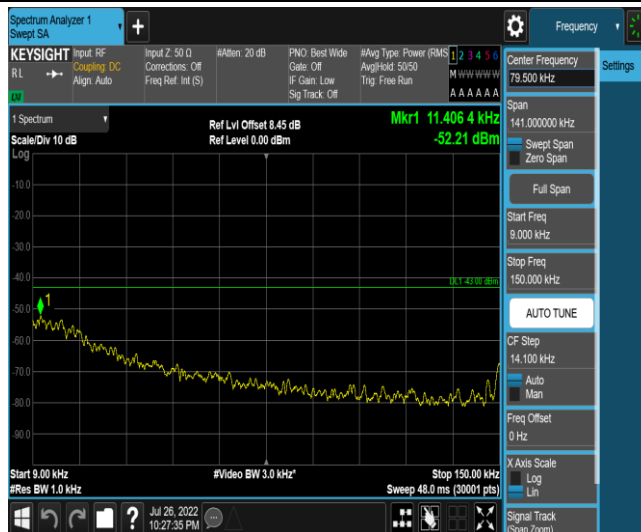 Spectrum Analyzer 1
Swept SA
Frequency
KEYSIGHT
R L
LXI
Input: RF
Coupling: DC
Align: Auto
Input Z: 50 Ω
Corrections: Off
Freq Ref: Int (S)
#Atten: 20 dB
PNO: Best Wide
Gate: Off
IF Gain: Low
Sig Track: Off
#Avg Type: Power (RMS
Avg|Hold: 50/50
Trig: Free Run
1 2 3 4 5 6
M W W W W W
A A A A A A
Center Frequency
79.500 kHz
Settings
Span
141.000000 kHz
Swept Span
Zero Span
Full Span
Start Freq
9.000 kHz
Stop Freq
150.000 kHz
AUTO TUNE
CF Step
14.100 kHz
Auto
Man
Freq Offset
0 Hz
X Axis Scale
Log
Lin
Signal Track
(Span Zoom)
1 Spectrum
Scale/Div 10 dB
Log
Ref Lvl Offset 8.45 dB
Ref Level 0.00 dBm
Mkr1 11.406 4 kHz
-52.21 dBm
-10.0
-20.0
-30.0
-40.0
DL1 -43.00 dBm
-50.0
1
-60.0
-70.0
-80.0
-90.0
Start 9.00 kHz
#Video BW 3.0 kHz*
Stop 150.00 kHz
#Res BW 1.0 kHz
Sweep 48.0 ms (30001 pts)
?
Jul 26, 2022
10:27:35 PM